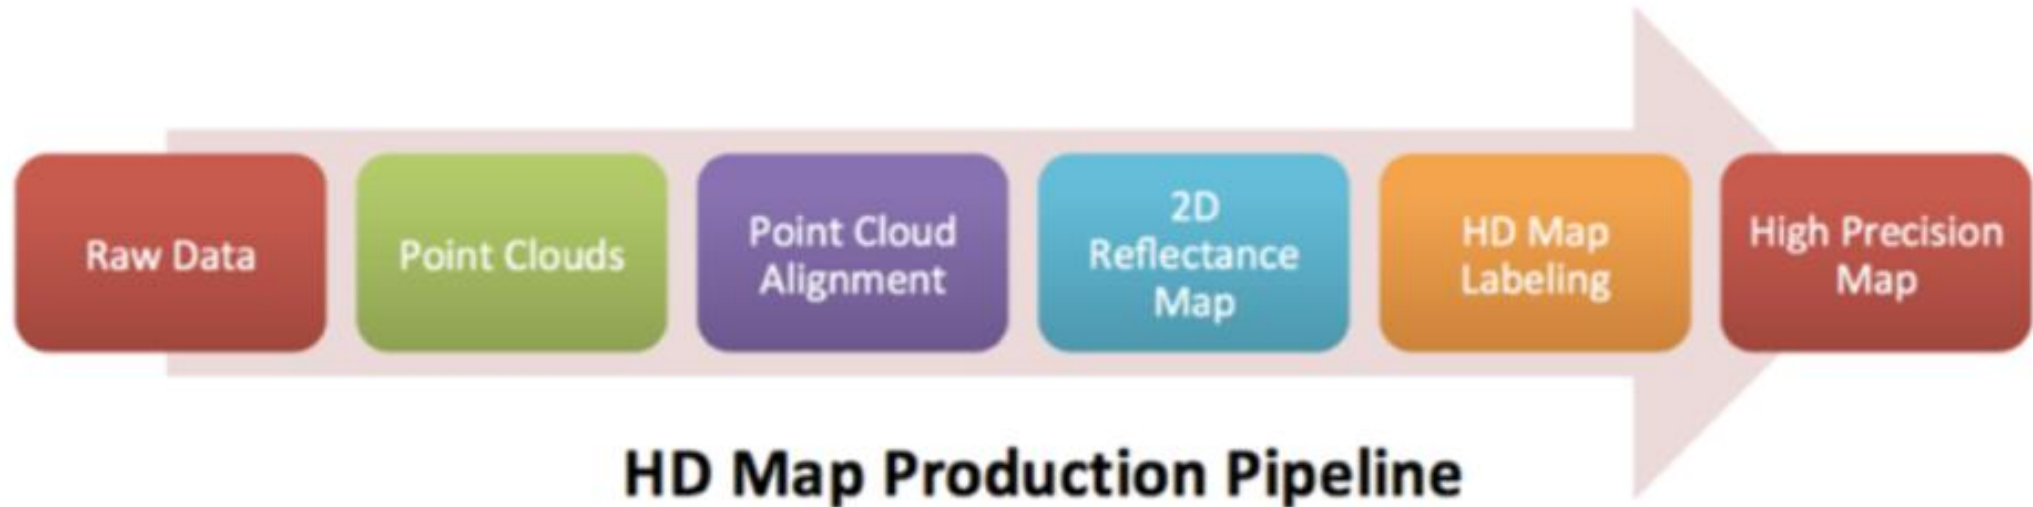 Raw Data
Point Clouds
Point Cloud
Alignment
2D
Reflectance
Map
HD Map
Labeling
High Precision
Map
HD Map Production Pipeline